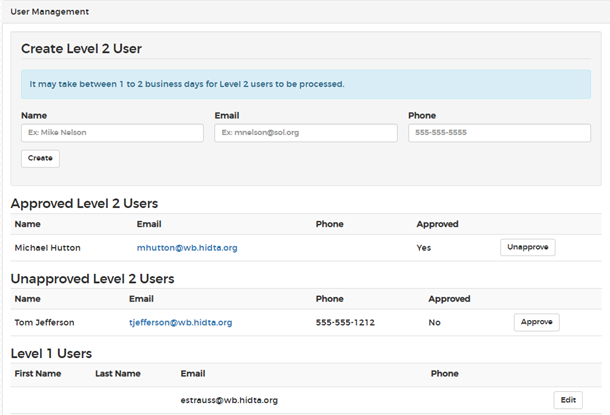 User Management
Create Level 2 User
It may take between 1 to 2 business days for Level 2 users to be processed.
Name Email Phone
Ex: Mike Nelson Ex: mnelson@sol.org 555-555-5555
Create
Approved Level 2 Users
Name Email Phone Approved
Michael Hutton mhutton@wb.hidta.org Yes Unapprove
Unapproved Level 2 Users
Name Email Phone Approved
Tom Jefferson tjefferson@wb.hidta.org 555-555-1212 No Approve
Level 1 Users
First Name Last Name Email Phone
estrauss@wb.hidta.org Edit